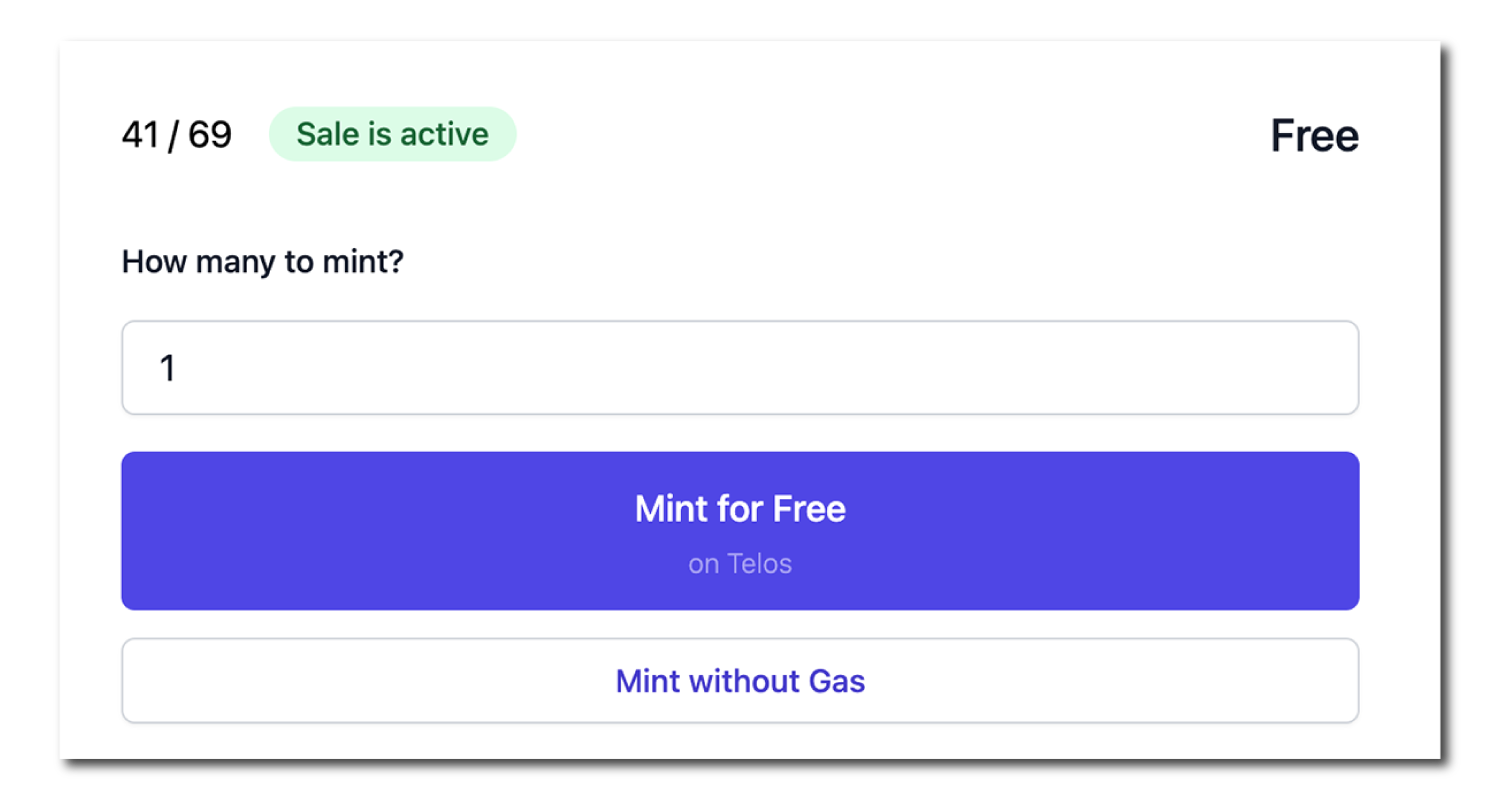 41 / 69 Sale is active Free
How many to mint?
1
Mint for Free
on Telos
Mint without Gas